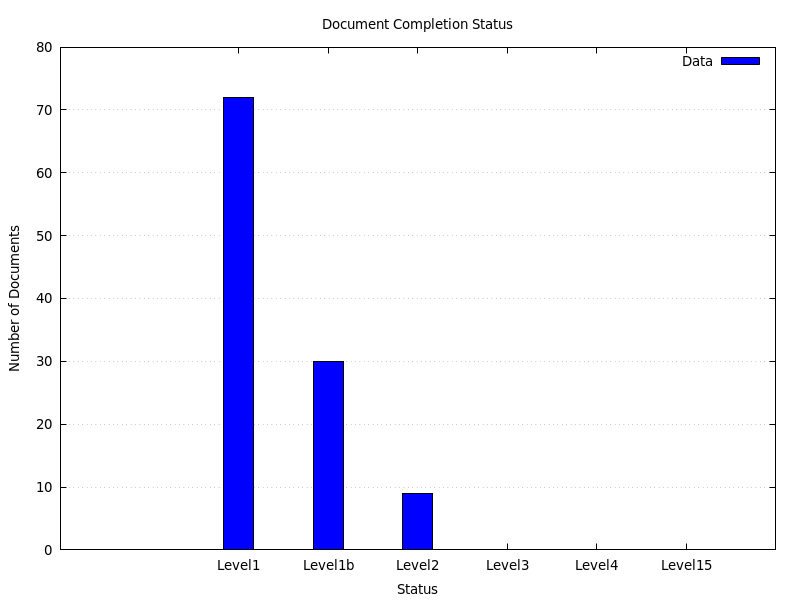 Document Completion Status
Data
80
70
60
50
40
30
20
10
0
Number of Documents
Level1 Level1b Level2 Level3 Level4 Level15
Status